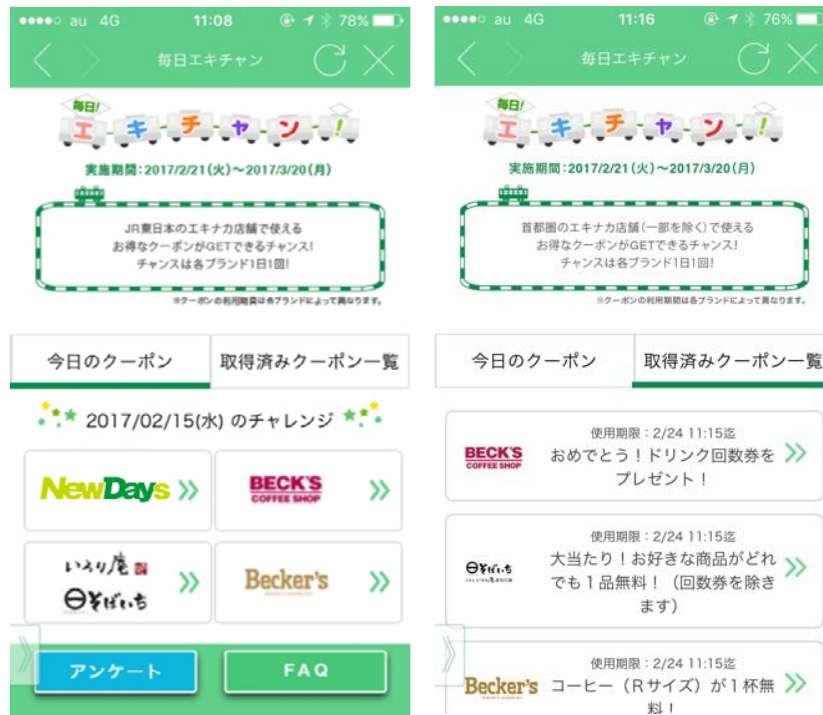 au 4G 11:08 78%
毎日エキチャン
毎日!
エキチャン!
実施期間:2017/2/21(火)~2017/3/20(月)
JR東日本のエキナカ店舗で使える
お得なクーポンがGETできるチャンス!
チャンスは各ブランド1日1回!
※クーポンの利用期間は各ブランドによって異なります。
今日のクーポン 取得済みクーポン一覧
2017/02/15(水) のチャレンジ
NewDays
BECK'S
COFFEE SHOP
いろり庵
そばいち
Becker's
アンケート
FAQ
au 4G 11:16 76%
毎日エキチャン
毎日!
エキチャン!
実施期間:2017/2/21(火)~2017/3/20(月)
首都圏のエキナカ店舗(一部を除く)で使える
お得なクーポンがGETできるチャンス!
チャンスは各ブランド1日1回!
※クーポンの利用期間は各ブランドによって異なります。
今日のクーポン 取得済みクーポン一覧
BECK'S
COFFEE SHOP
使用期限:2/24 11:15迄
おめでとう!ドリンク回数券を
プレゼント!
そばいち
使用期限:2/24 11:15迄
大当たり!お好きな商品がどれ
でも1品無料!(回数券を除き
ます)
Becker's
使用期限:2/24 11:15迄
コーヒー(Rサイズ)が1杯無
料!